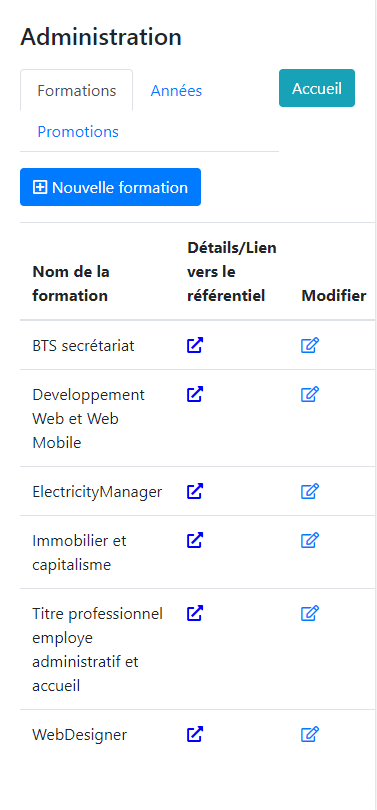 Administration
Formations
Années
Accueil
Promotions
Nouvelle formation
Nom de la
formation
Détails/Lien
vers le
référentiel
Modifier
BTS secrétariat
Developpement
Web et Web
Mobile
ElectricityManager
Immobilier et
capitalisme
Titre professionnel
employe
administratif et
accueil
WebDesigner